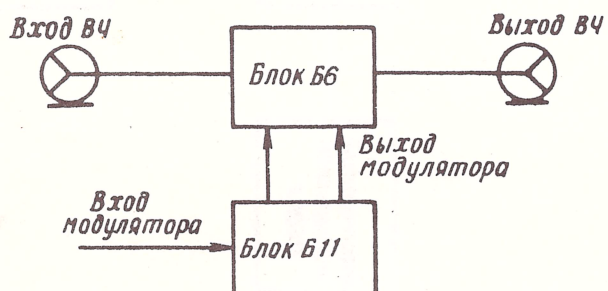 Вход ВЧ
Выход ВЧ
Блок Б6
Выход
модулятора
Вход
модулятора
Блок Б11